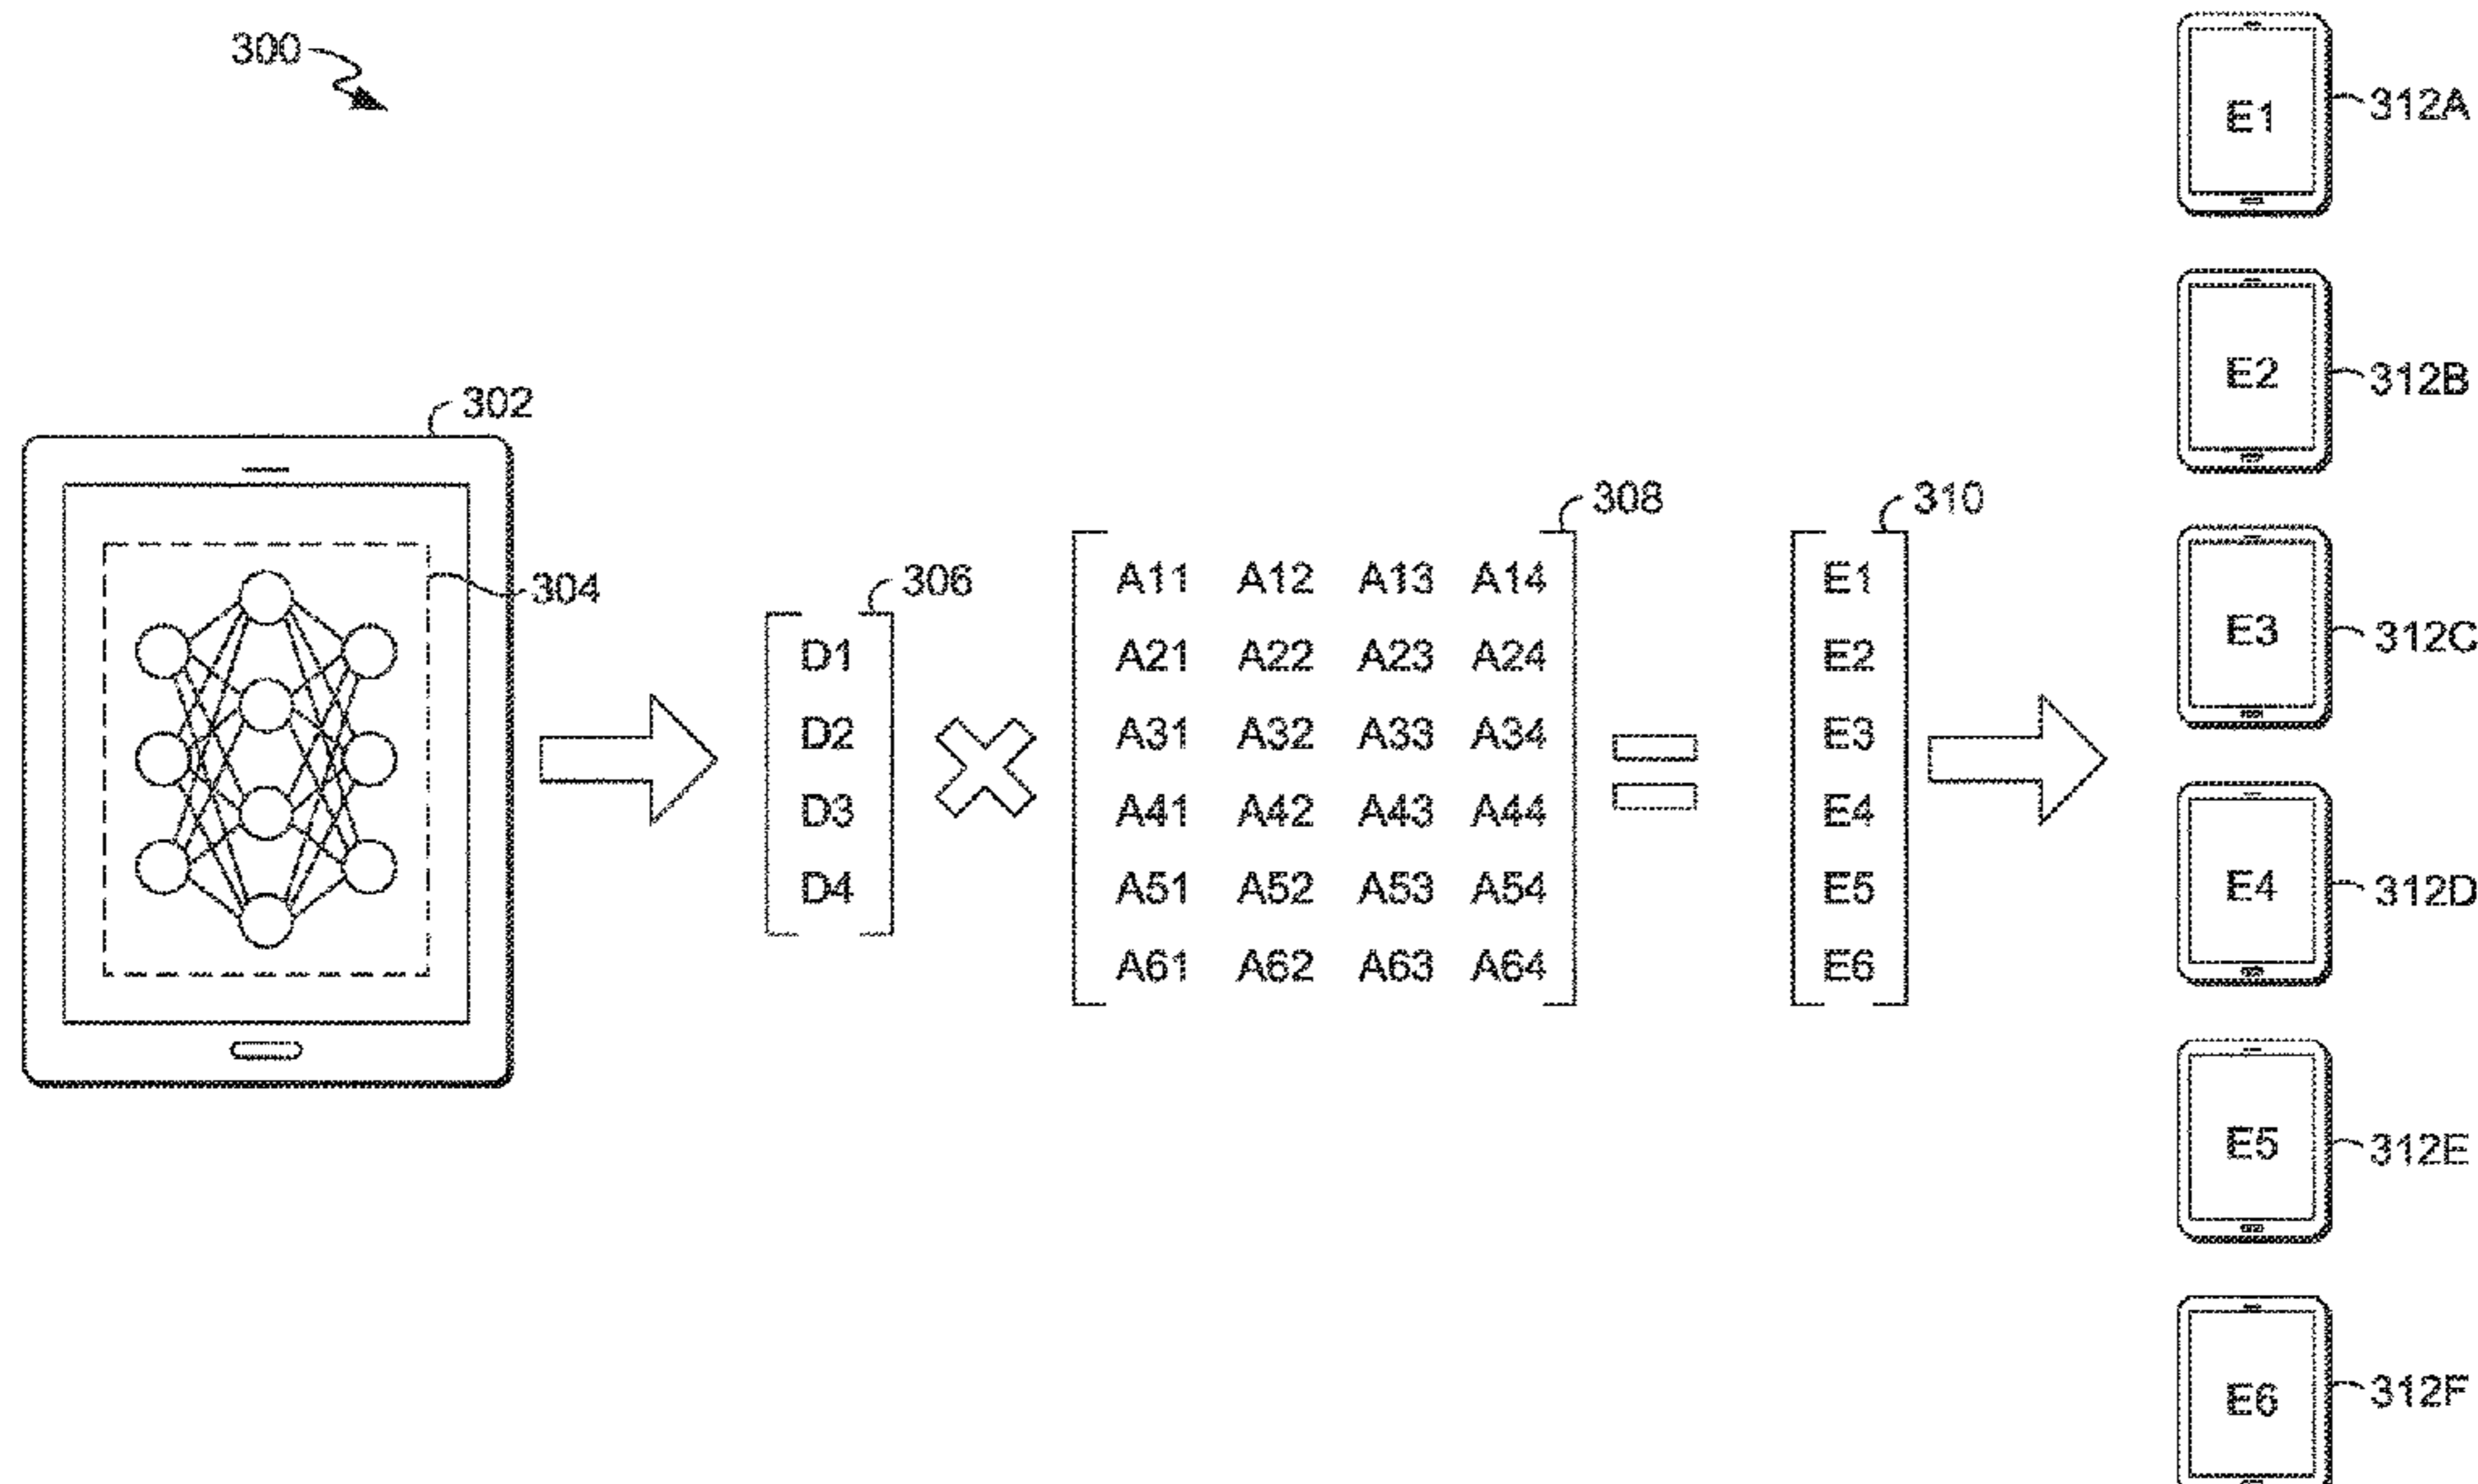 300
302
304
306
D1
D2
D3
D4
308
A11 A12 A13 A14
A21 A22 A23 A24
A31 A32 A33 A34
A41 A42 A43 A44
A51 A52 A53 A54
A61 A62 A63 A64
310
E1
E2
E3
E4
E5
E6
E1 312A
E2 312B
E3 312C
E4 312D
E5 312E
E6 312F